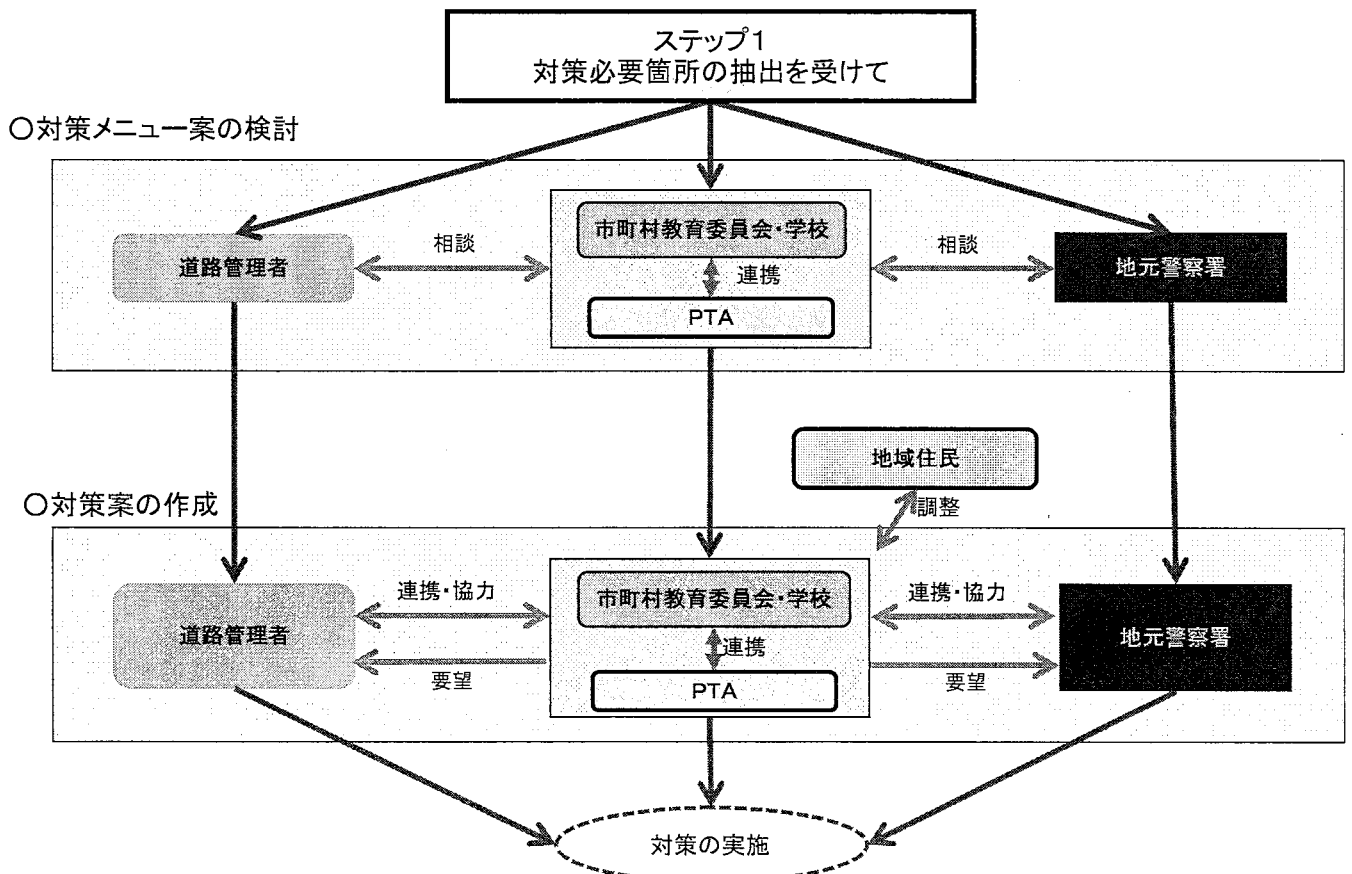 ステップ1
対策必要箇所の抽出を受けて
〇対策メニュー案の検討
市町村教育委員会・学校
道路管理者
相談
連携
相談
地元警察署
PTA
地域住民
調整
〇対策案の作成
市町村教育委員会・学校
連携・協力
連携・協力
道路管理者
連携
地元警察署
要望
PTA
要望
対策の実施